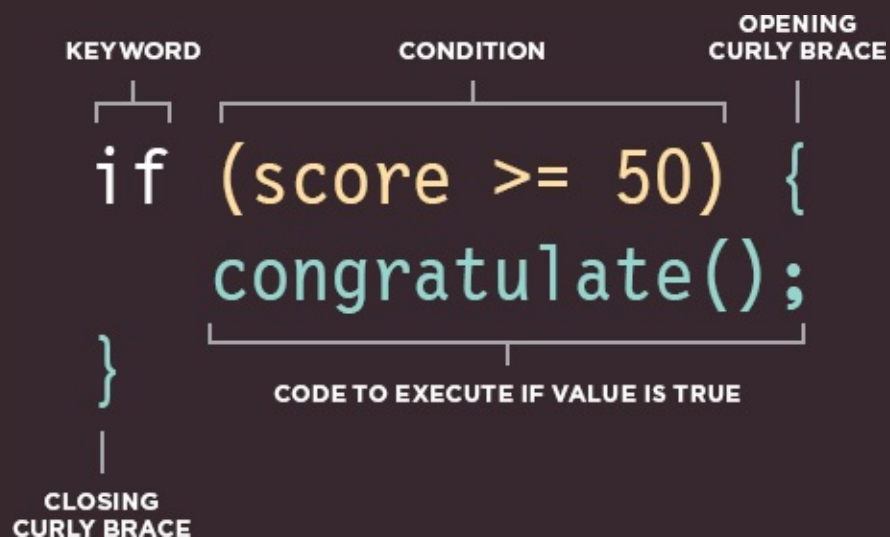 KEYWORD
CONDITION
OPENING
CURLY BRACE
if (score >= 50) {
congratulate();
}
CODE TO EXECUTE IF VALUE IS TRUE
CLOSING
CURLY BRACE